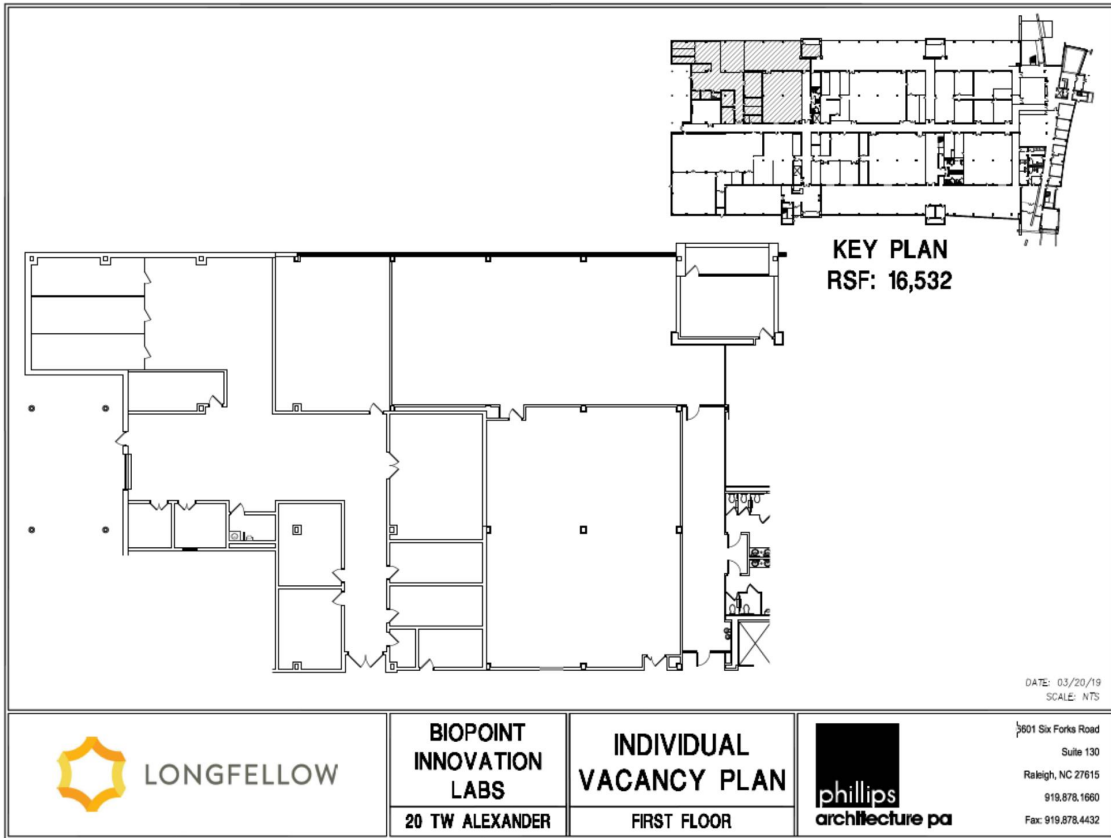 KEY PLAN
RSF: 16,532
DATE: 03/20/19
SCALE: NTS
LONGFELLOW
BIOPOINT
INNOVATION
LABS
20 TW ALEXANDER
INDIVIDUAL
VACANCY PLAN
FIRST FLOOR
phillips
architecture pa
3601 Six Forks Road
Suite 130
Raleigh, NC 27615
919.878.1660
Fax: 919.878.4432